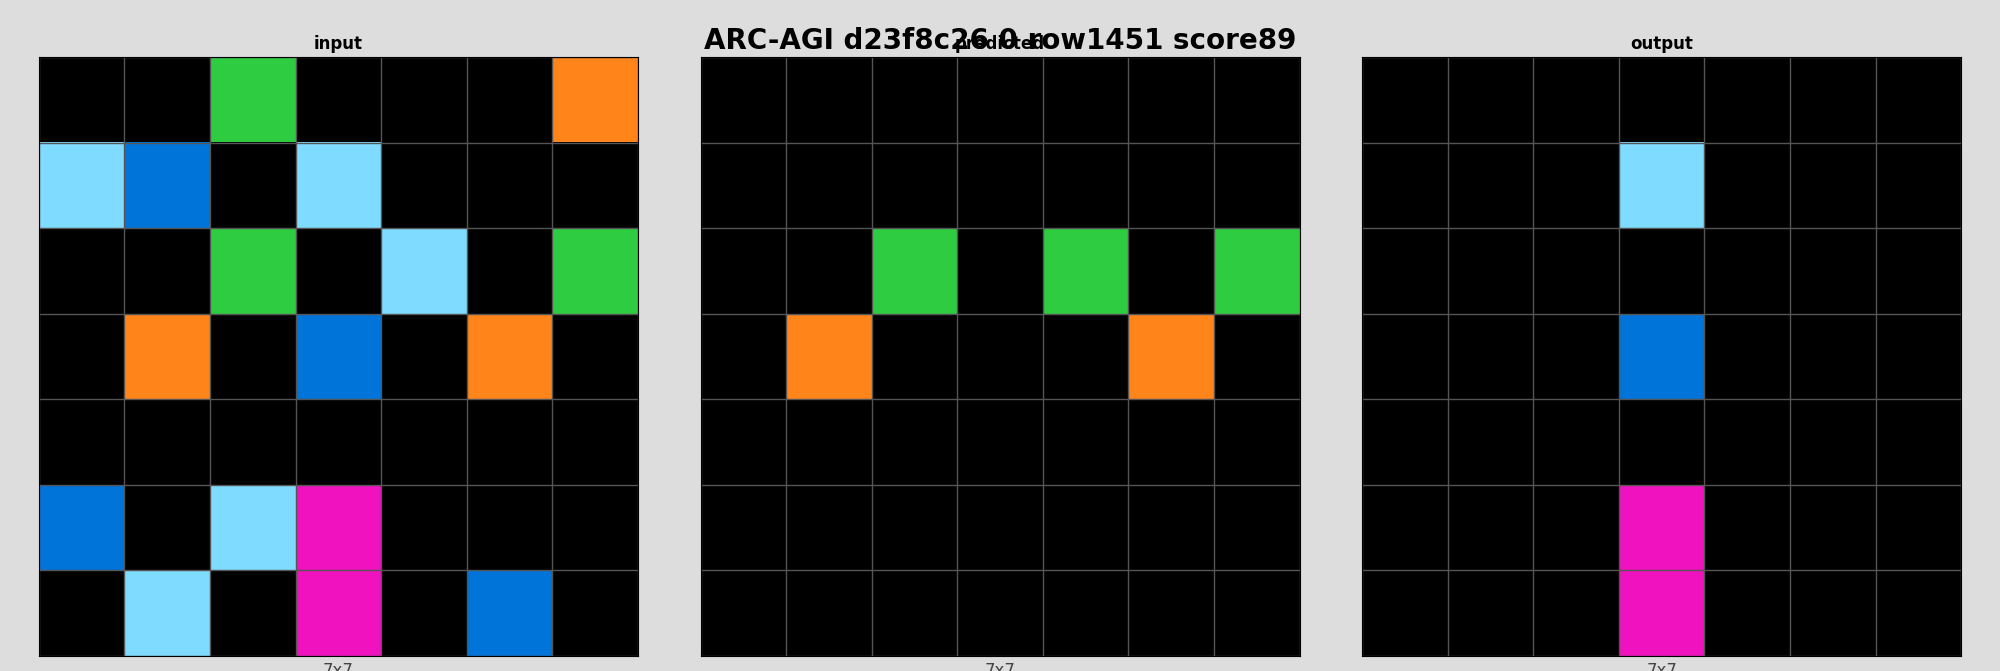 ARC-AGI d23f8c26.0 row1451 score89
input
predicted
output
7x7
7x7
7x7